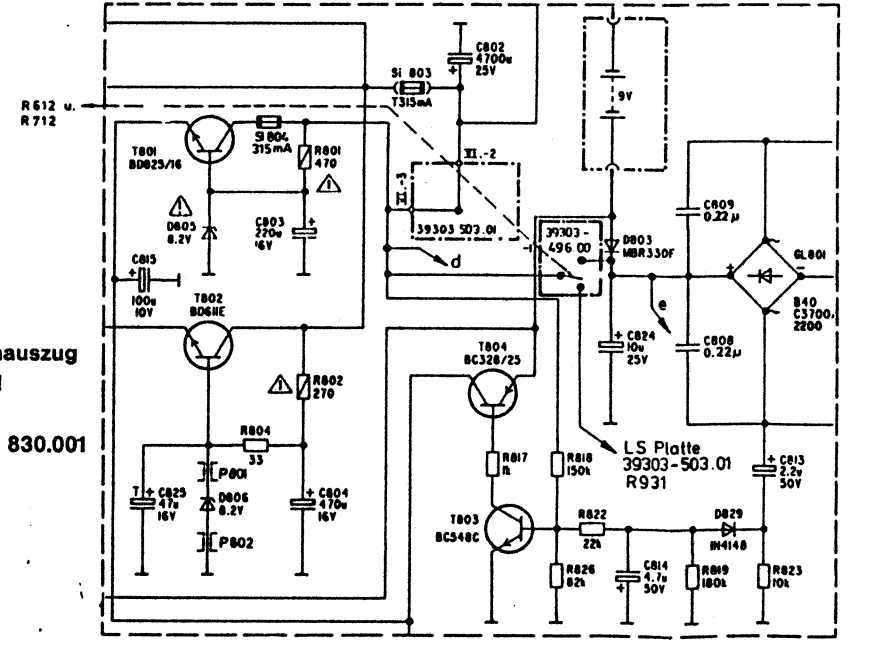 C802
4700u
25V
Si 803
T315mA
9V
R612 u.
R712
T801
BD825/16
SI 804
315mA
R801
470
VI.-2
VI.-3
C809
0.22µ
D805
8.2V
C803
220u
16V
39303 503.01
39303-
496.00
-1
D803
MBR330F
GL801
C815
100u
10V
d
e
B40
C3700,
2200
T802
BD611E
T804
BC328/25
C824
10u
25V
C808
0.22µ
nauszug
R802
270
830.001
R804
33
LS Platte
39303-503.01
R931
P801
R817
1k
R818
150k
C813
2.2u
50V
T
C825
47u
16V
D806
8.2V
C804
470u
16V
T803
BC548C
R822
22k
D829
1N4148
P802
R826
82k
C814
4.7u
50V
R819
180k
R823
10k